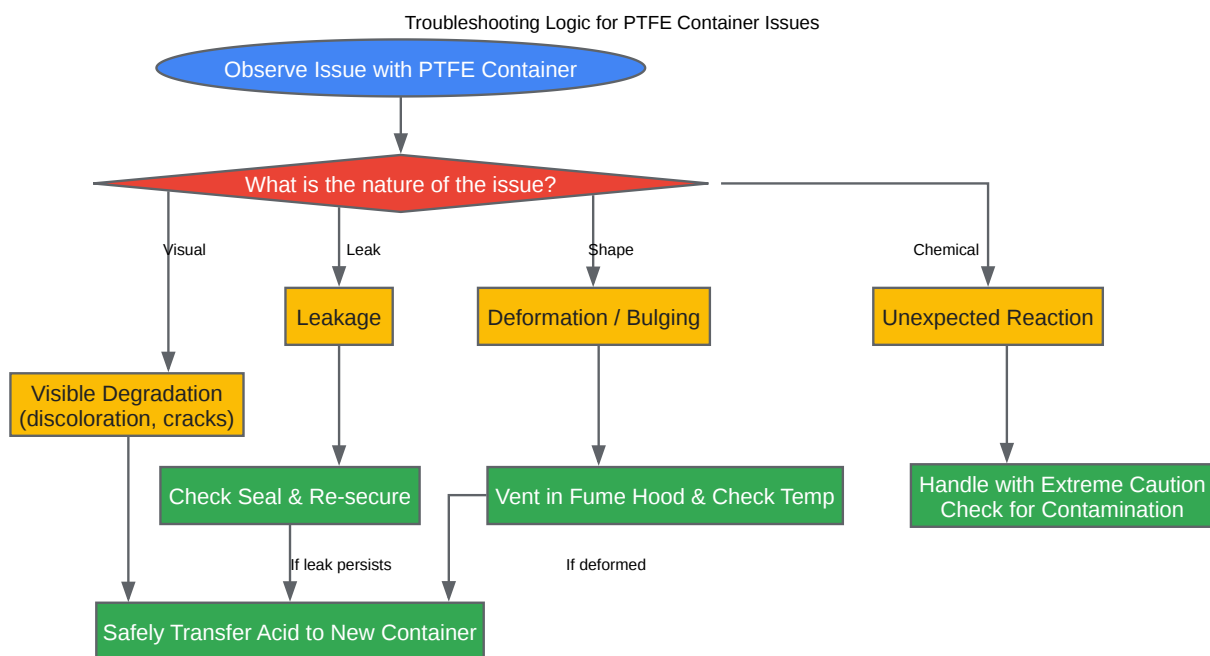 Troubleshooting Logic for PTFE Container Issues
Observe Issue with PTFE Container
What is the nature of the issue?
Visual
Leak
Shape
Chemical
Leakage
Deformation / Bulging
Unexpected Reaction
Visible Degradation
(discoloration, cracks)
Check Seal & Re-secure
Vent in Fume Hood & Check Temp
Handle with Extreme Caution
Check for Contamination
If leak persists
If deformed
Safely Transfer Acid to New Container